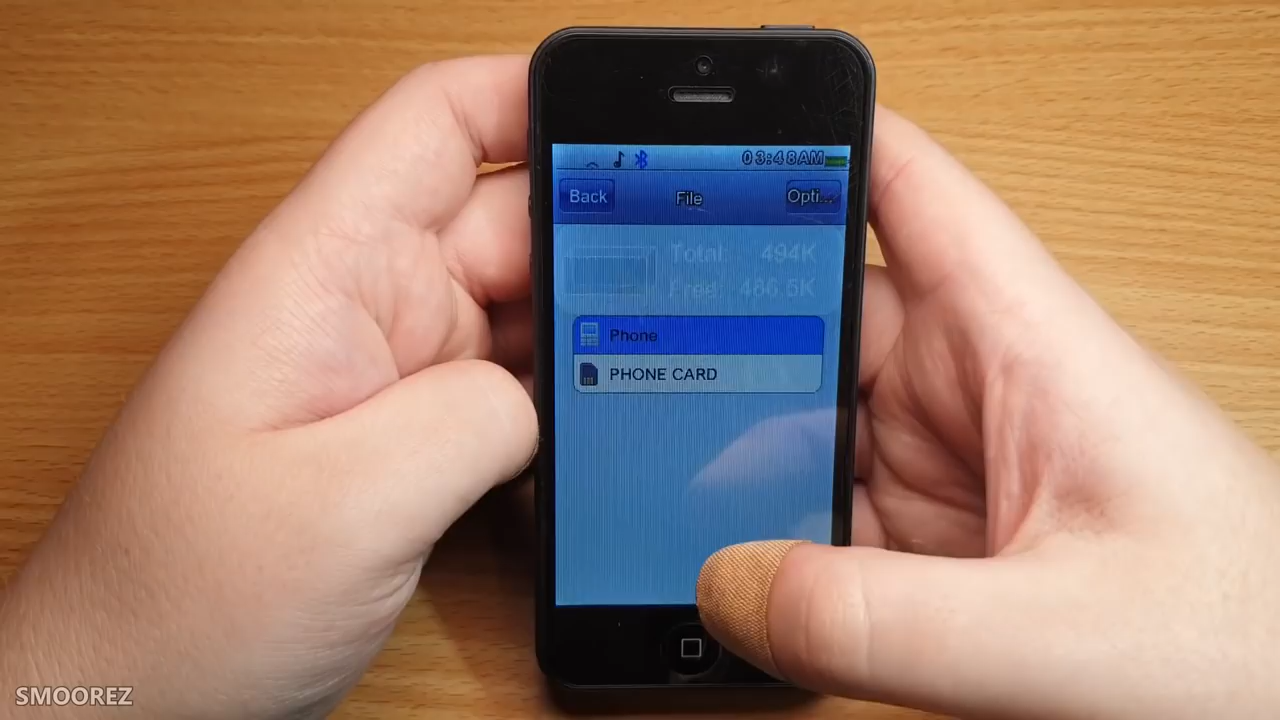 03:48AM
Back File Opti...
Total: 494K
Free: 486.5K
Phone
PHONE CARD
SMOOREZ